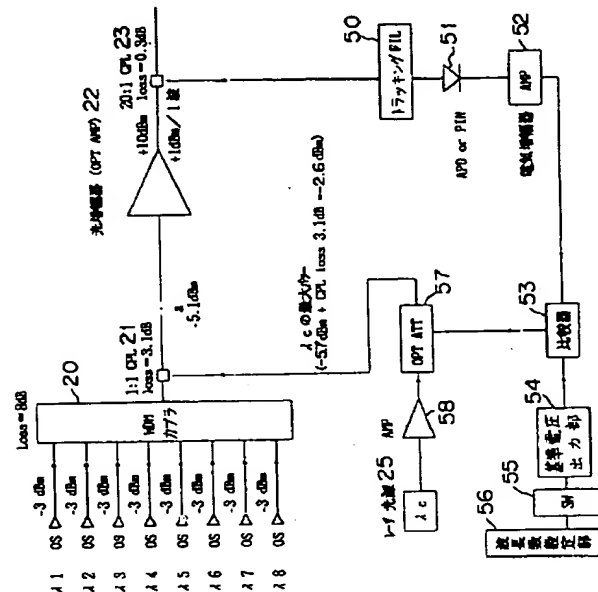 Loss=8dB
20
WDM
カプラ
λ1 OS -3 dBm
λ2 OS -3 dBm
λ3 OS -3 dBm
λ4 OS -3 dBm
λ5 OS -3 dBm
λ6 OS -3 dBm
λ7 OS -3 dBm
λ8 OS -3 dBm
1:1 CPL 21
loss=3.1dB
-5.1dBm
光増幅器 (OPT AMP) 22
20:1 CPL 23
+10dBm loss=0.3dB
+1dBm/1波
λcの最大パワー
(-5.7dBm + CPL loss 3.1dB =-2.6dBm)
50
トラッキングFIL
51
APD or PIN
52
AMP
電気増幅器
53
比較器
54
基準電圧
出力部
55
SW
56
波長数設定部
57
OPT ATT
58
AMP
レーザ光源 25
λc